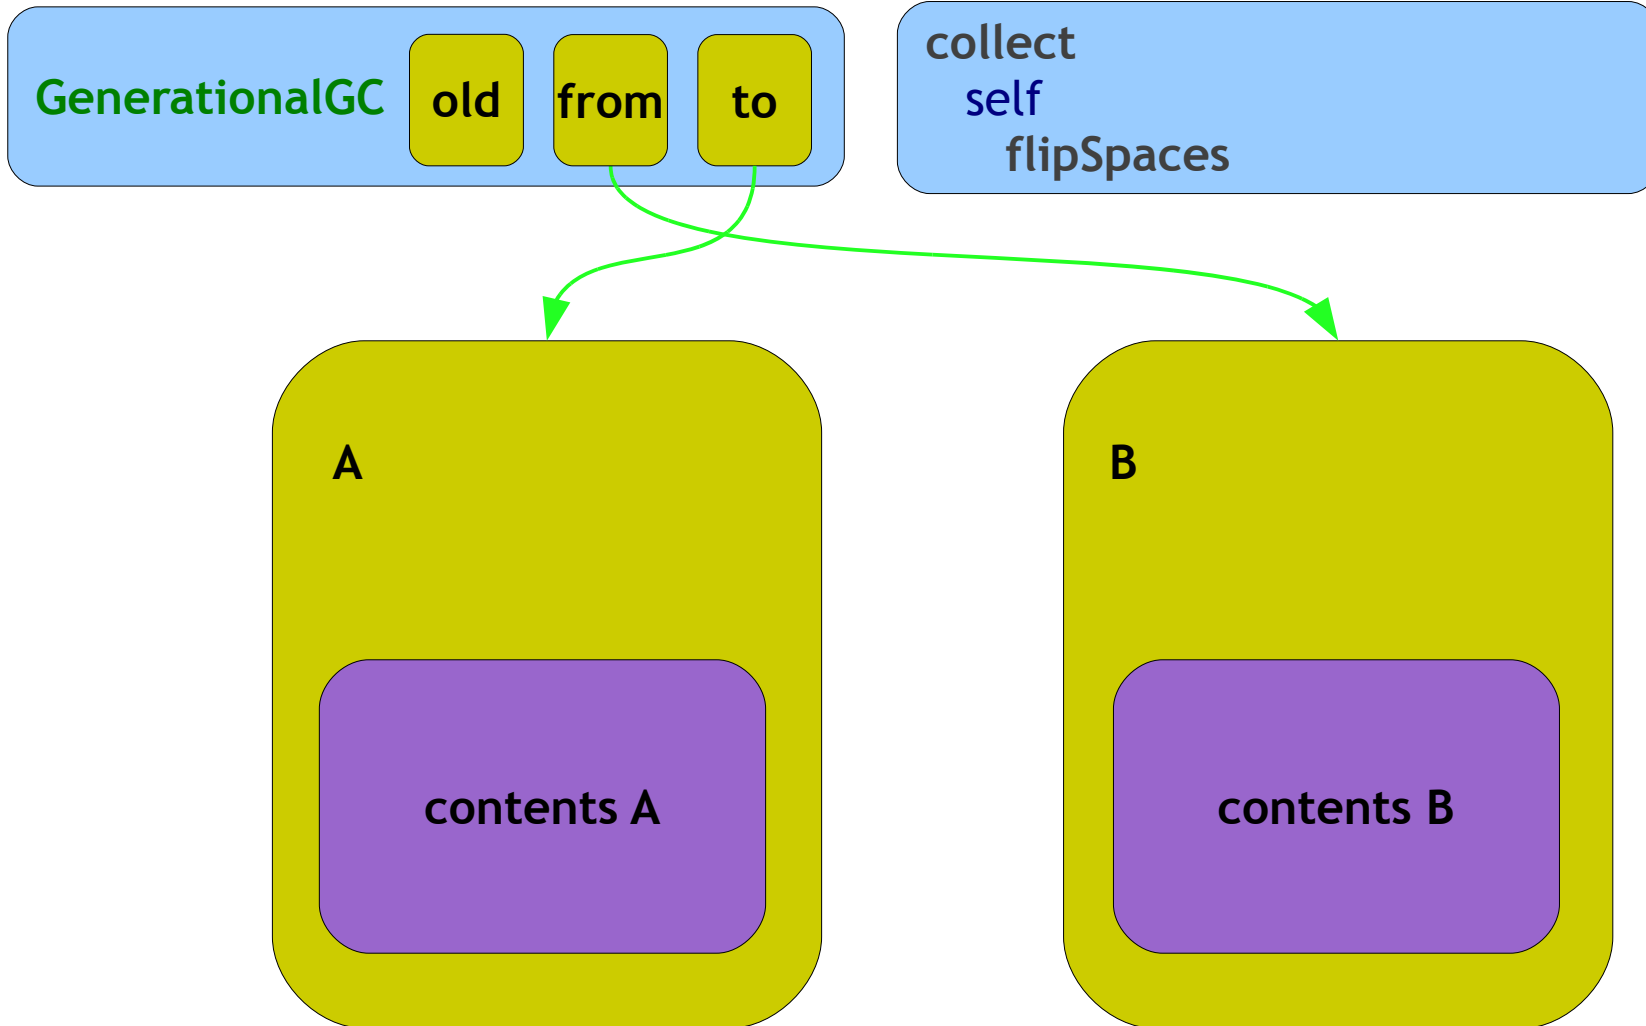 GenerationalGC old from to
collect
self
flipSpaces
A
B
contents A
contents B